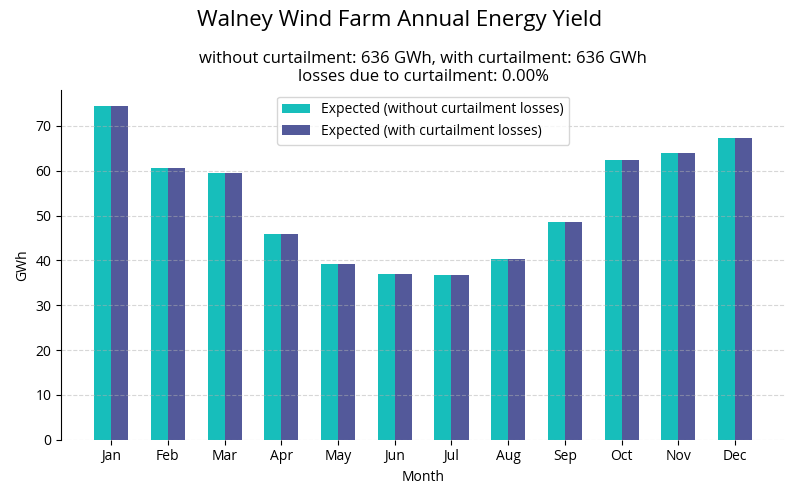 Walney Wind Farm Annual Energy Yield
without curtailment: 636 GWh, with curtailment: 636 GWh
losses due to curtailment: 0.00%
Expected (without curtailment losses)
Expected (with curtailment losses)
GWh
70
60
50
40
30
20
10
0
Jan Feb Mar Apr May Jun Jul Aug Sep Oct Nov Dec
Month